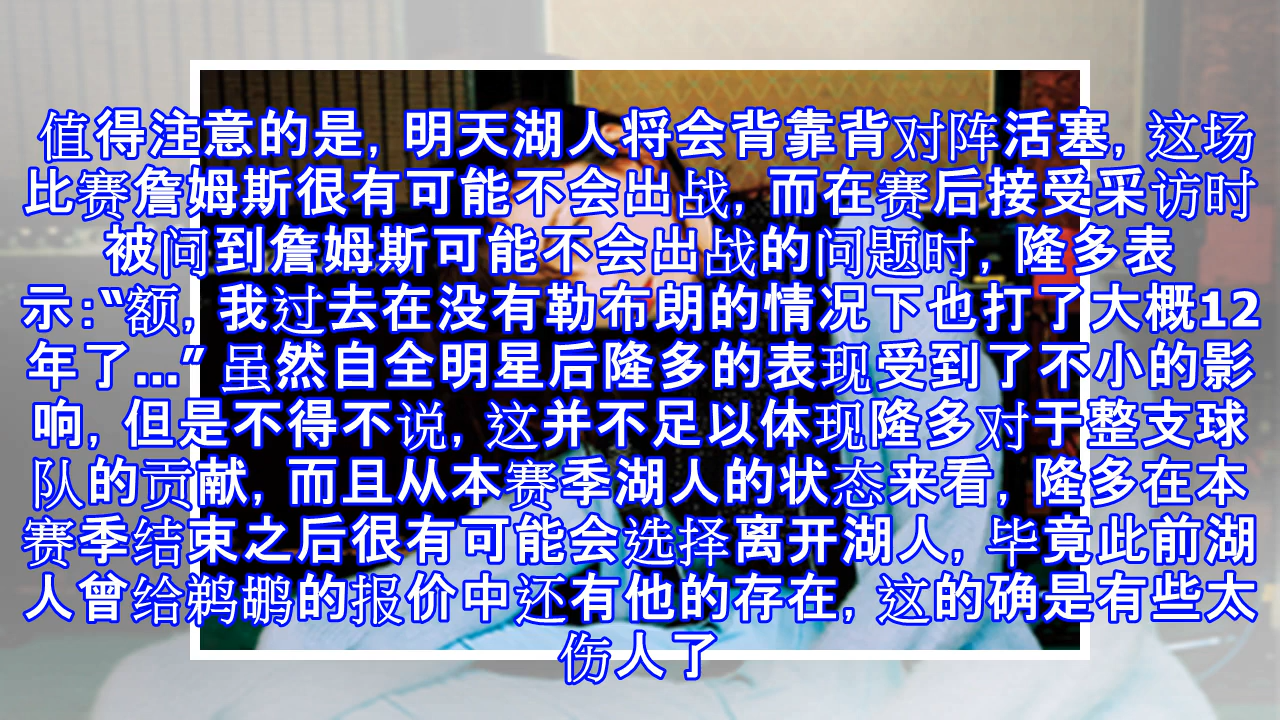 值得注意的是, 明天湖人将会背靠背对阵活塞, 这场
比赛詹姆斯很有可能不会出战, 而在赛后接受采访时
被问到詹姆斯可能不会出战的问题时, 隆多表
示:“额, 我过去在没有勒布朗的情况下也打了大概12
年了...” 虽然自全明星后隆多的表现受到了不小的影
响, 但是不得不说, 这并不足以体现隆多对于整支球
队的贡献, 而且从本赛季湖人的状态来看, 隆多在本
赛季结束之后很有可能会选择离开湖人, 毕竟此前湖
人曾给鹈鹕的报价中还有他的存在, 这的确是有些太
伤人了